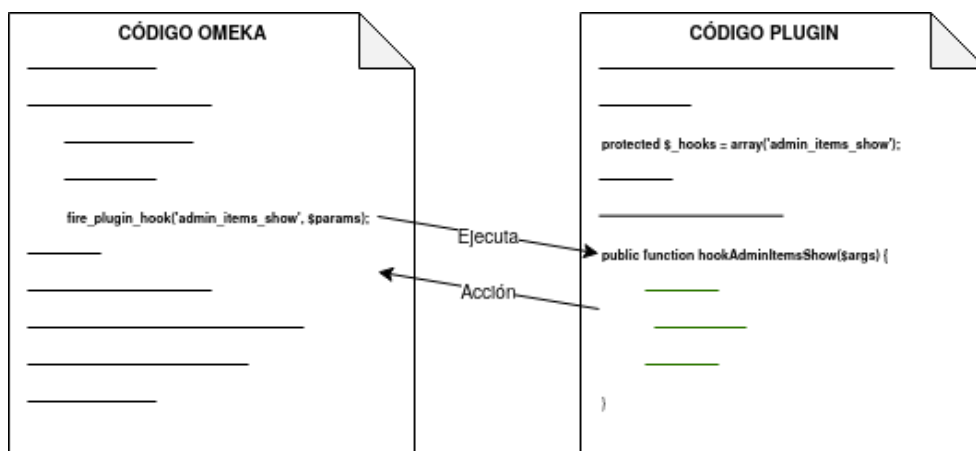 CÓDIGO OMEKA
fire_plugin_hook('admin_items_show', $params);
Ejecuta
Acción
CÓDIGO PLUGIN
protected $_hooks = array('admin_items_show');
public function hookAdminItemsShow($args) {
}